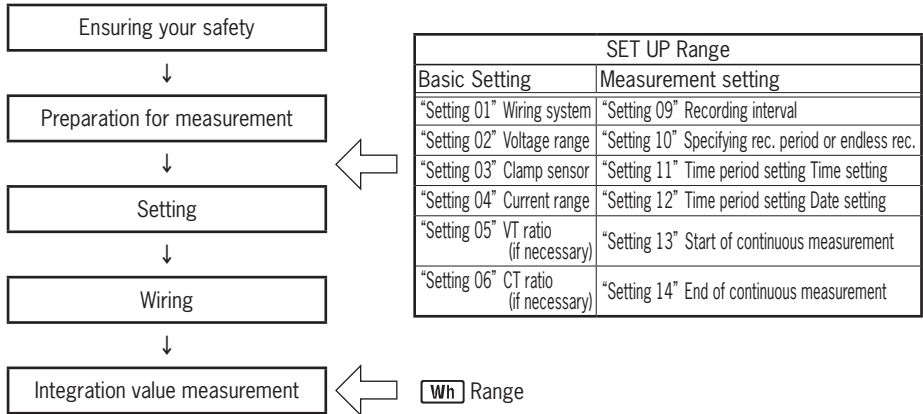 Ensuring your safety
↓
Preparation for measurement
↓
Setting
↓
Wiring
↓
Integration value measurement
SET UP Range
Basic Setting Measurement setting
“Setting 01” Wiring system “Setting 09” Recording interval
“Setting 02” Voltage range “Setting 10” Specifying rec. period or endless rec.
“Setting 03” Clamp sensor “Setting 11” Time period setting Time setting
“Setting 04” Current range “Setting 12” Time period setting Date setting
“Setting 05” VT ratio
(if necessary) “Setting 13” Start of continuous measurement
“Setting 06” CT ratio
(if necessary) “Setting 14” End of continuous measurement
Wh Range